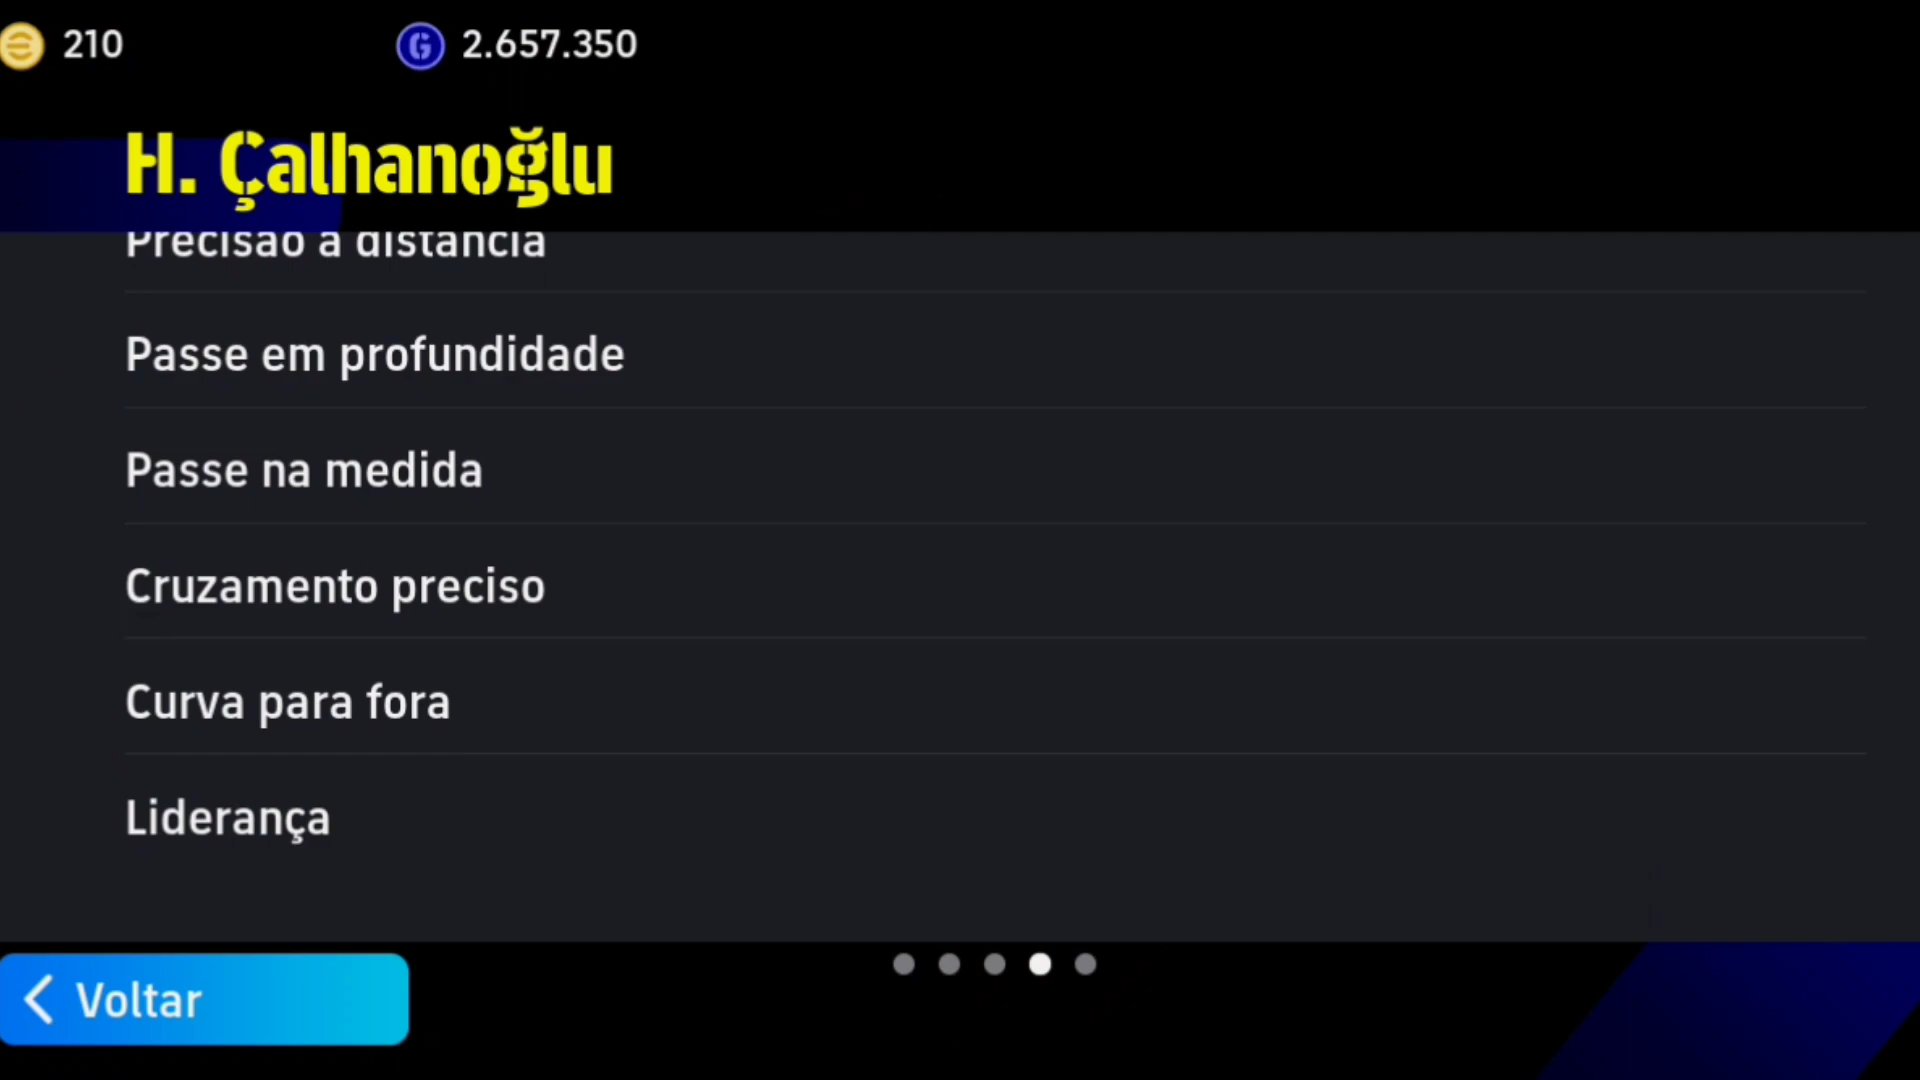 210
2.657.350
H. Çalhanoğlu
Precisão à distância
Passe em profundidade
Passe na medida
Cruzamento preciso
Curva para fora
Liderança
Voltar